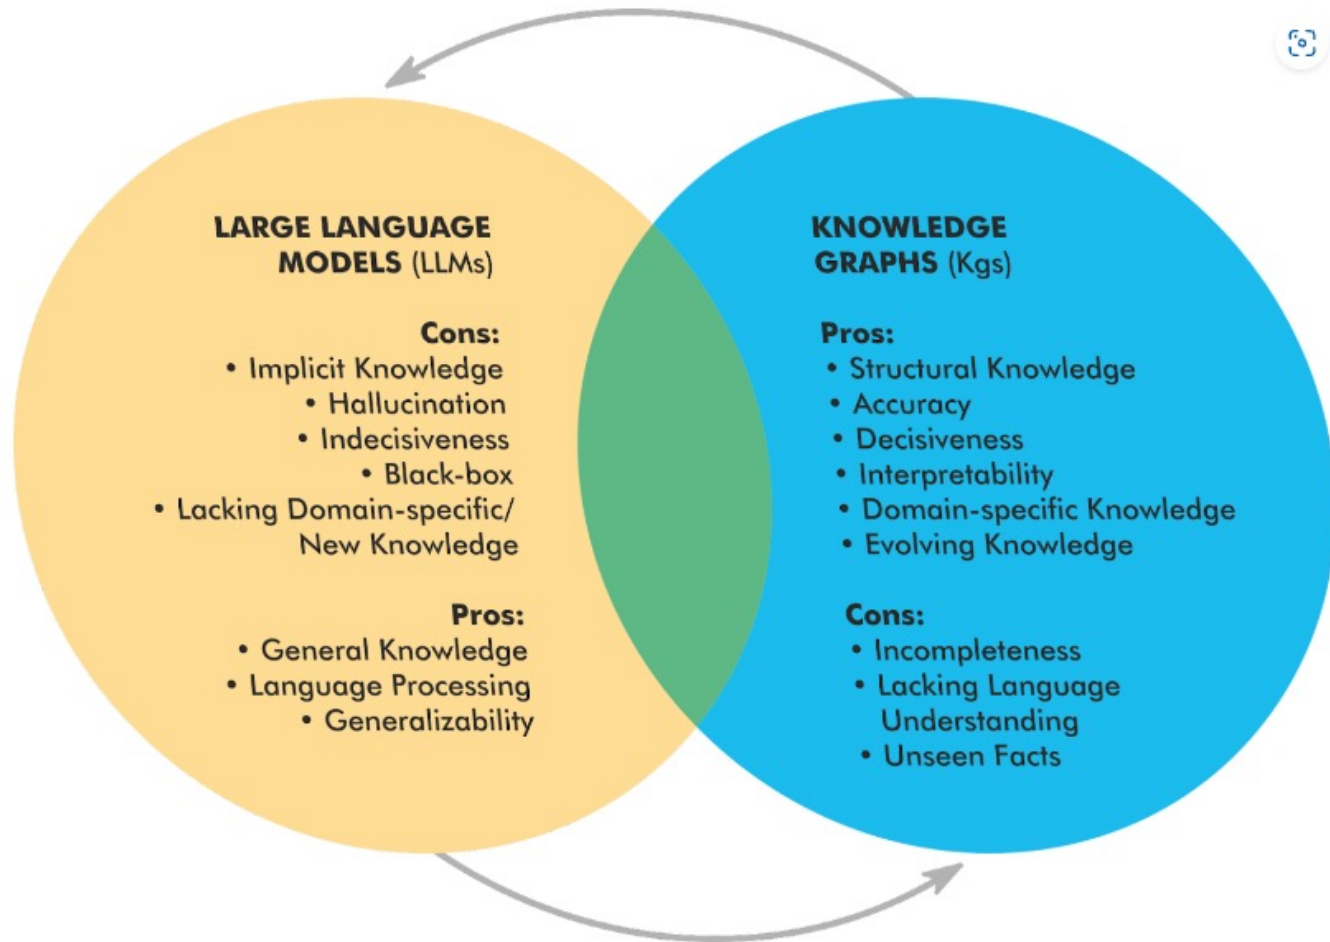 LARGE LANGUAGE
MODELS (LLMs)
Cons:
• Implicit Knowledge
• Hallucination
• Indecisiveness
• Black-box
• Lacking Domain-specific/
New Knowledge
Pros:
• General Knowledge
• Language Processing
• Generalizability
KNOWLEDGE
GRAPHS (Kgs)
Pros:
• Structural Knowledge
• Accuracy
• Decisiveness
• Interpretability
• Domain-specific Knowledge
• Evolving Knowledge
Cons:
• Incompleteness
• Lacking Language
Understanding
• Unseen Facts